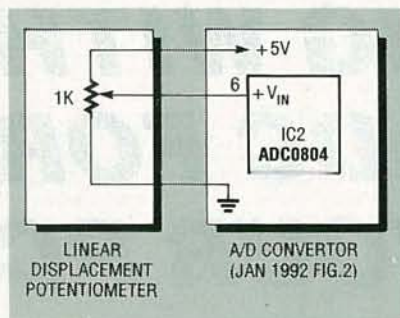 +5V
1K
6
+VIN
IC2
ADC0804
LINEAR
DISPLACEMENT
POTENTIOMETER
A/D CONVERTOR
(JAN 1992 FIG.2)